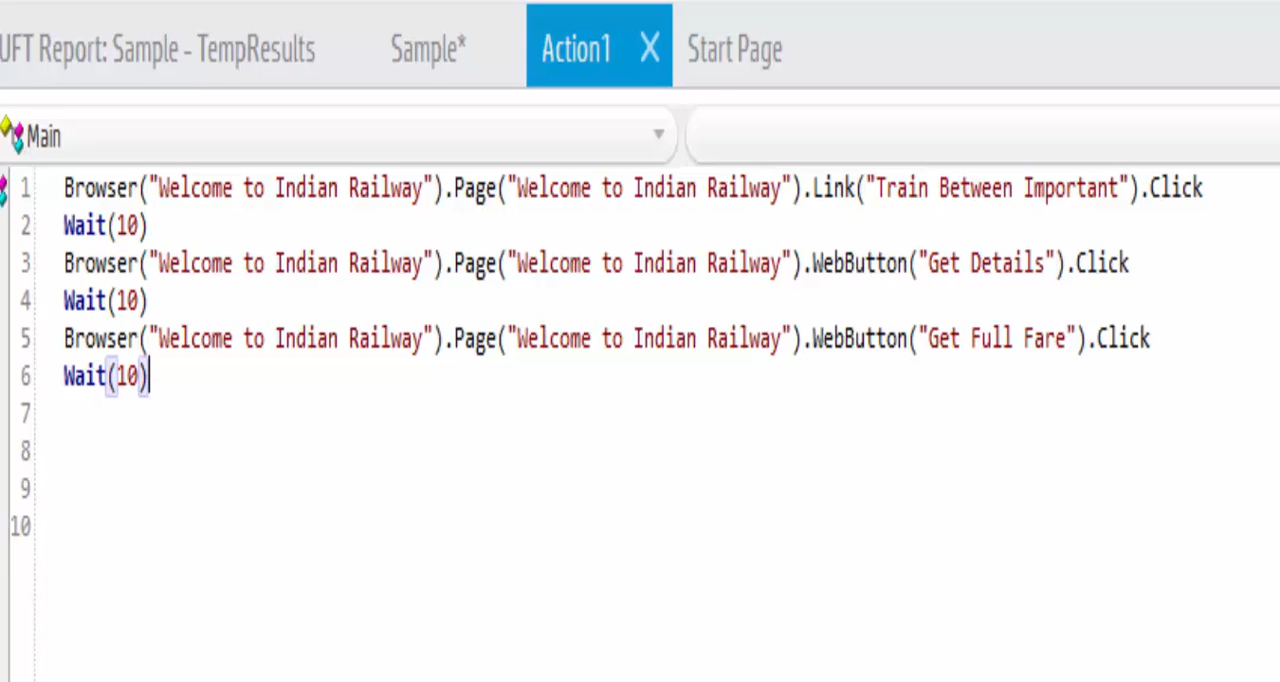 UFT Report: Sample - TempResults Sample* Action1 X Start Page
Main
1 Browser("Welcome to Indian Railway").Page("Welcome to Indian Railway").Link("Train Between Important").Click
2 Wait(10)
3 Browser("Welcome to Indian Railway").Page("Welcome to Indian Railway").WebButton("Get Details").Click
4 Wait(10)
5 Browser("Welcome to Indian Railway").Page("Welcome to Indian Railway").WebButton("Get Full Fare").Click
6 Wait(10)
7
8
9
10